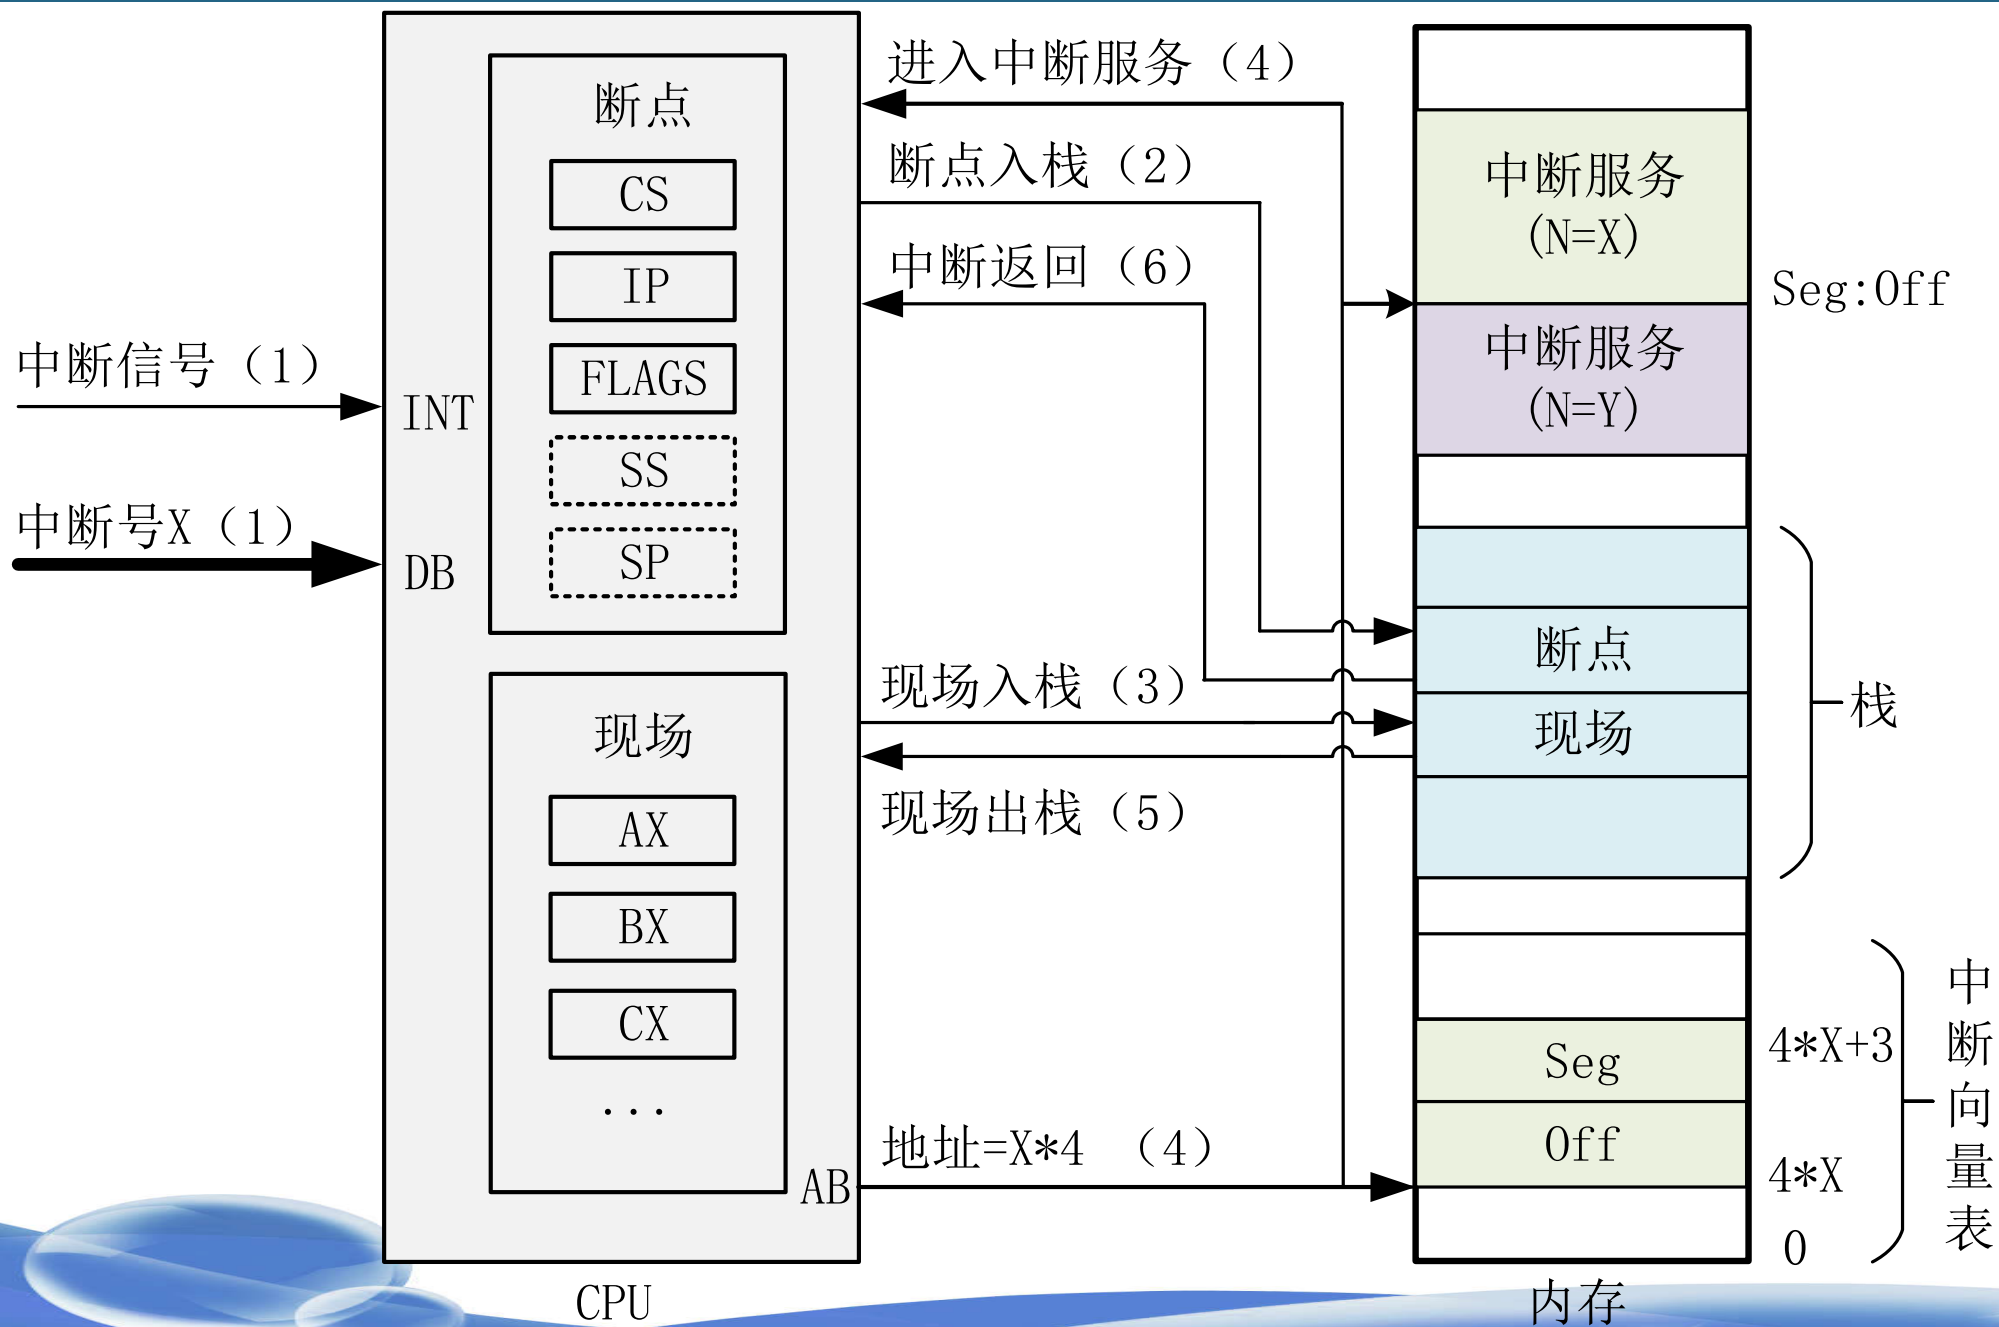 中断信号（1）
中断号X（1）
INT
DB
断点
CS
IP
FLAGS
SS
SP
现场
AX
BX
CX
...
AB
CPU
进入中断服务（4）
断点入栈（2）
中断返回（6）
现场入栈（3）
现场出栈（5）
地址=X*4 （4）
中断服务
(N=X)
中断服务
(N=Y)
断点
现场
Seg
Off
内存
Seg:Off
栈
4*X+3
4*X
0
中断向量表